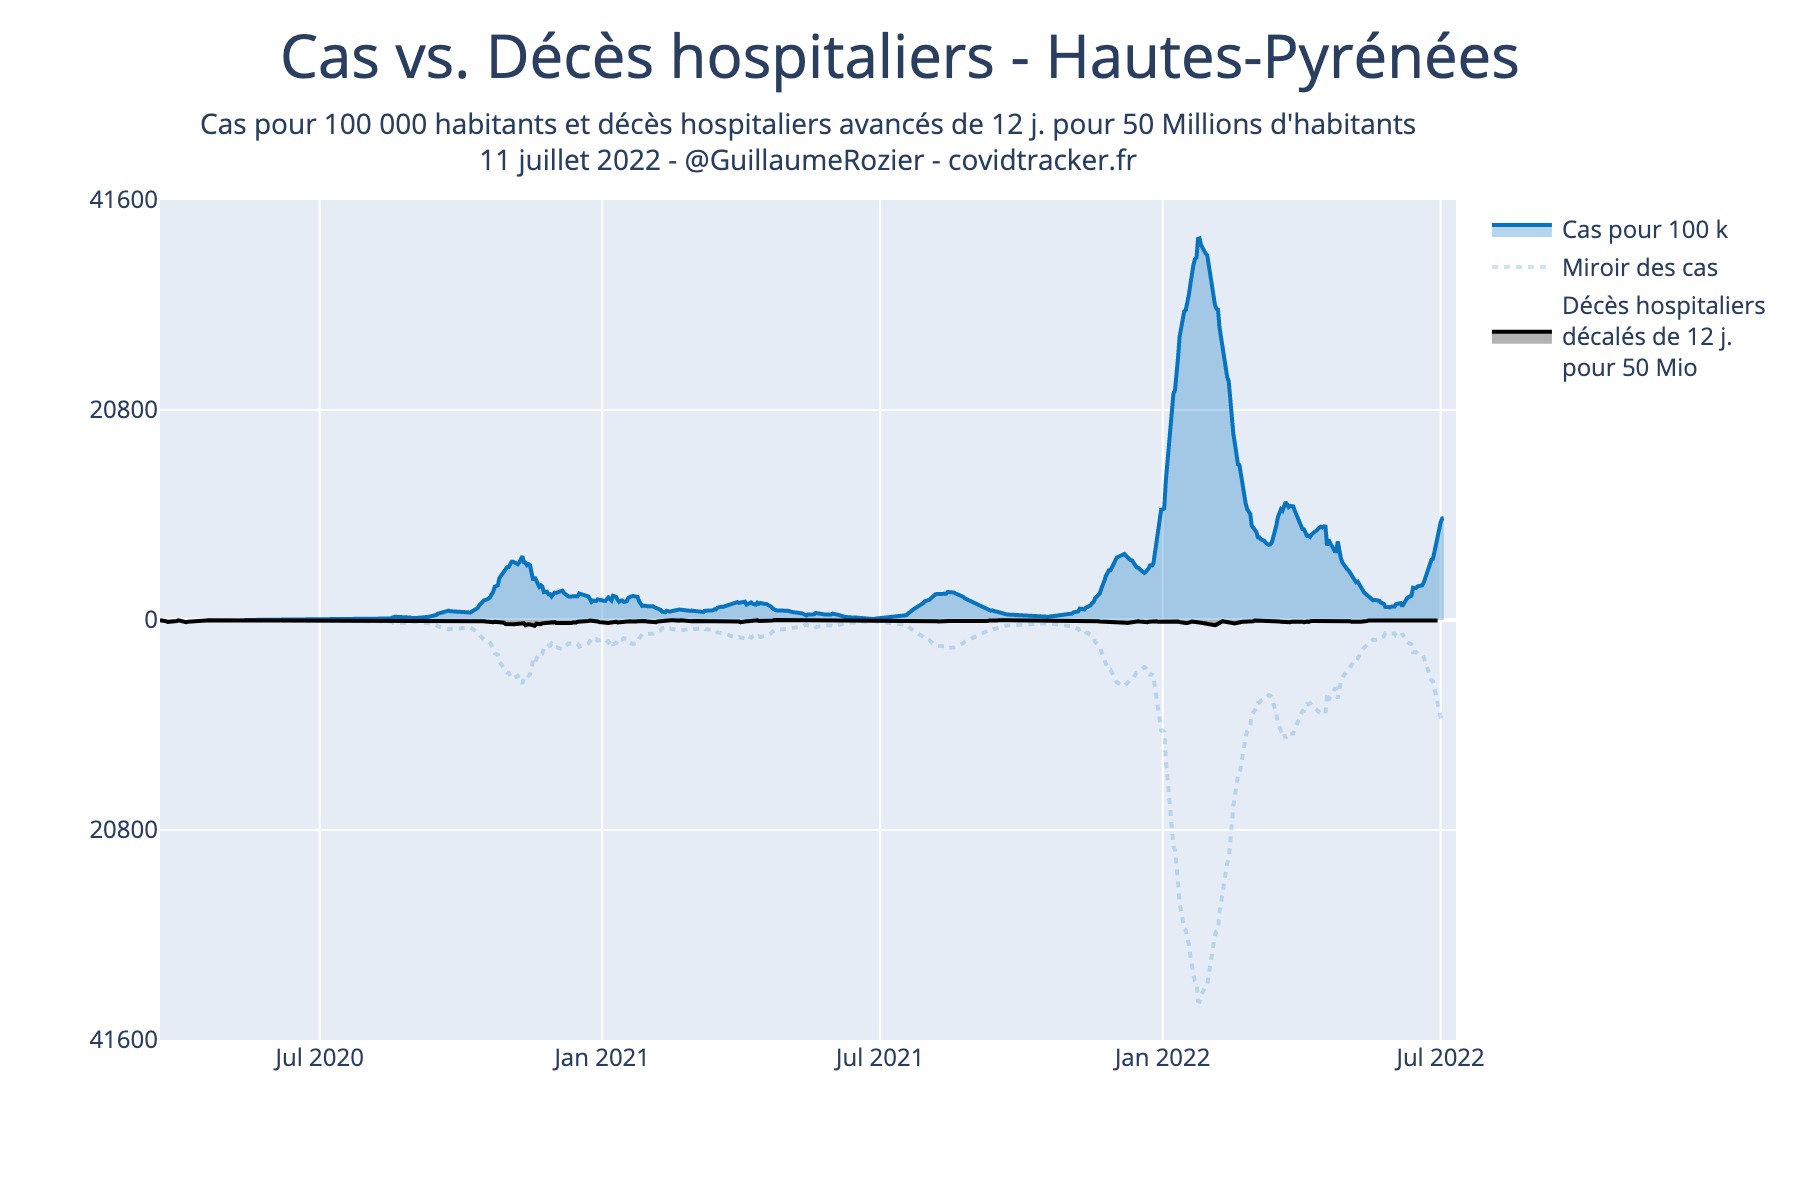 Cas vs. Décès hospitaliers - Hautes-Pyrénées
Cas pour 100 000 habitants et décès hospitaliers avancés de 12 j. pour 50 Millions d'habitants
11 juillet 2022 - @GuillaumeRozier - covidtracker.fr
41600
20800
0
20800
41600
Jul 2020
Jan 2021
Jul 2021
Jan 2022
Jul 2022
Cas pour 100 k
Miroir des cas
Décès hospitaliers
décalés de 12 j.
pour 50 Mio